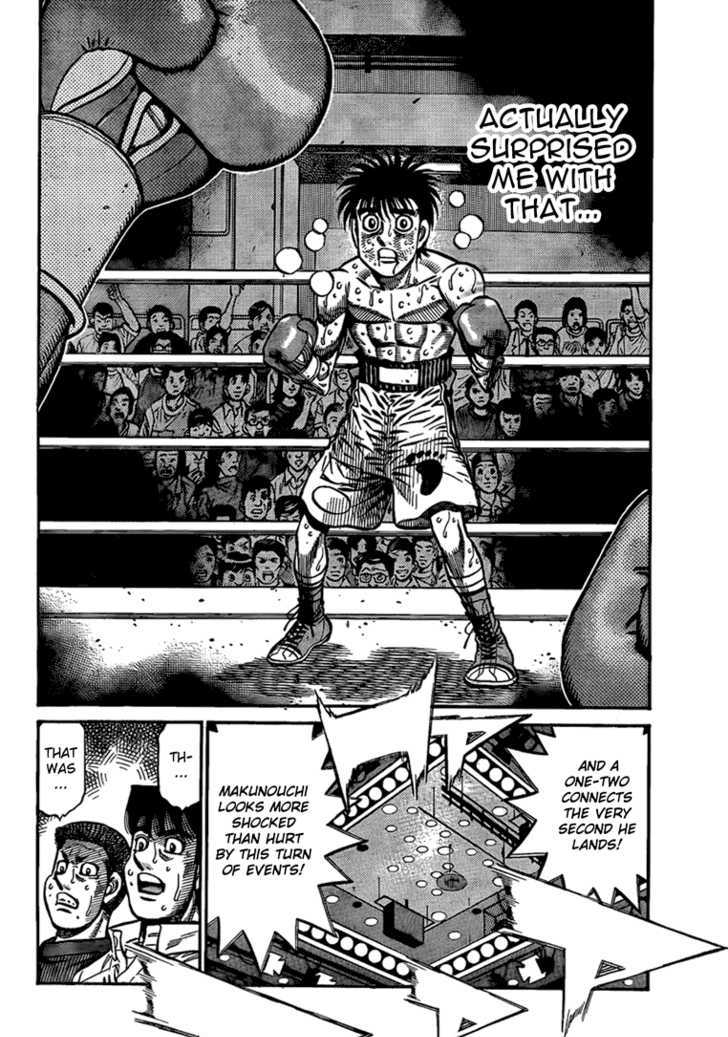 ACTUALLY
SURPRISED
ME WITH
THAT...
AND A
ONE-TWO
CONNECTS
THE VERY
SECOND HE
LANDS!
MAKUNOUCHI
LOOKS MORE
SHOCKED
THAN HURT
BY THIS TURN
OF EVENTS!
TH-
...
THAT
WAS
...